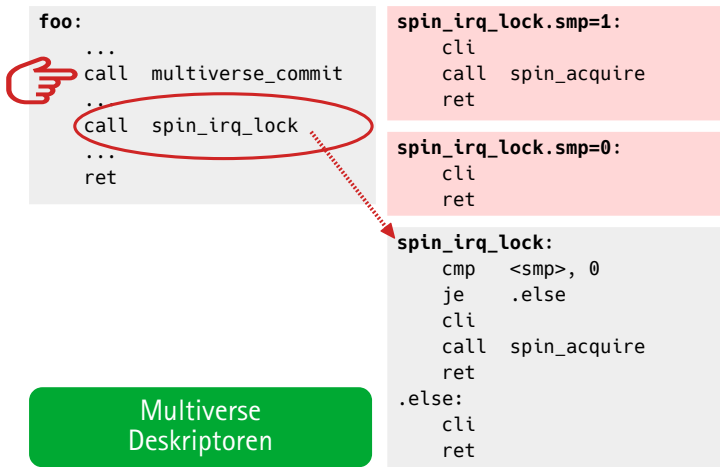 foo:
...
call multiverse_commit
...
call spin_irq_lock
...
ret
spin_irq_lock.smp=1:
cli
call spin_acquire
ret
spin_irq_lock.smp=0:
cli
ret
spin_irq_lock:
cmp <smp>, 0
je .else
cli
call spin_acquire
ret
.else:
cli
ret
Multiverse
Deskriptoren